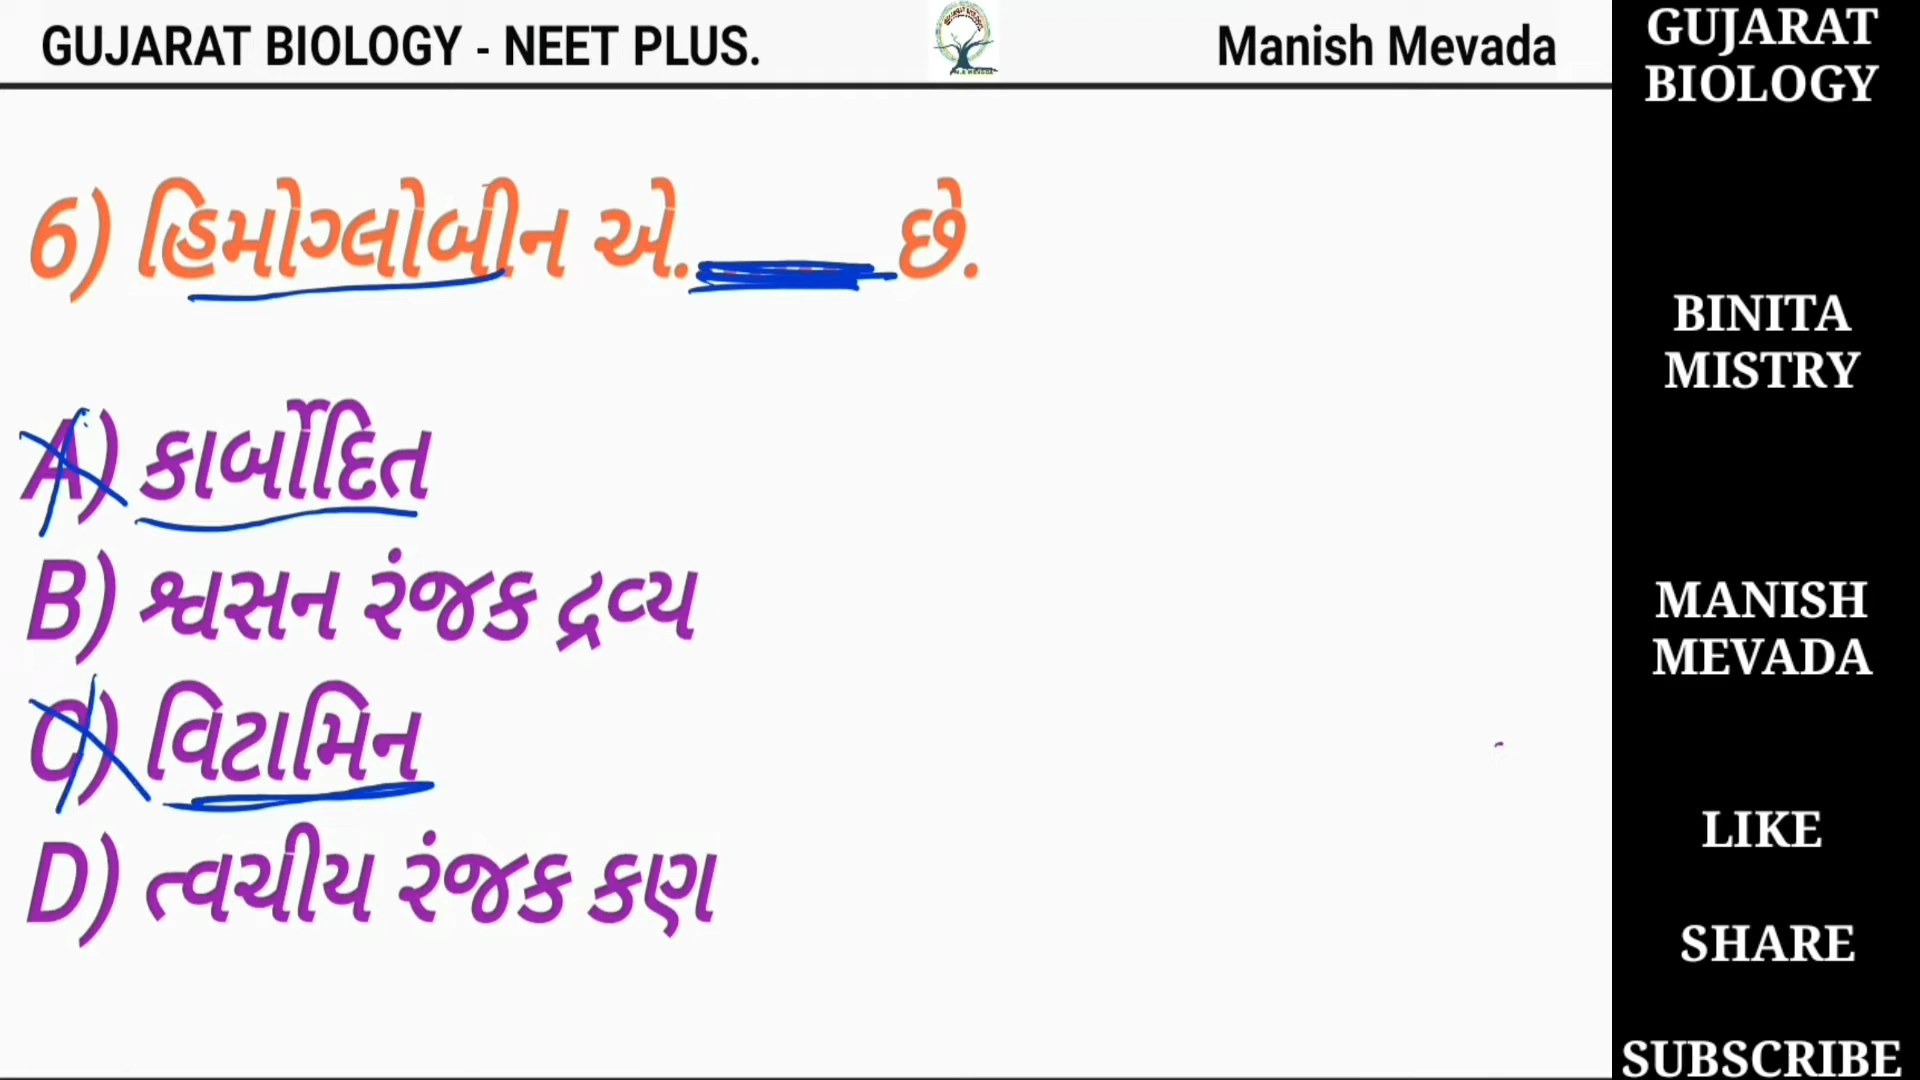 GUJARAT BIOLOGY - NEET PLUS.
Manish Mevada
6) હિમોગ્લોબીન એ.______છે.
A) કાર્બોદિત
B) શ્વસન રંજક દ્રવ્ય
C) વિટામિન
D) ત્વચીય રંજક કણ
GUJARAT
BIOLOGY
BINITA
MISTRY
MANISH
MEVADA
LIKE
SHARE
SUBSCRIBE